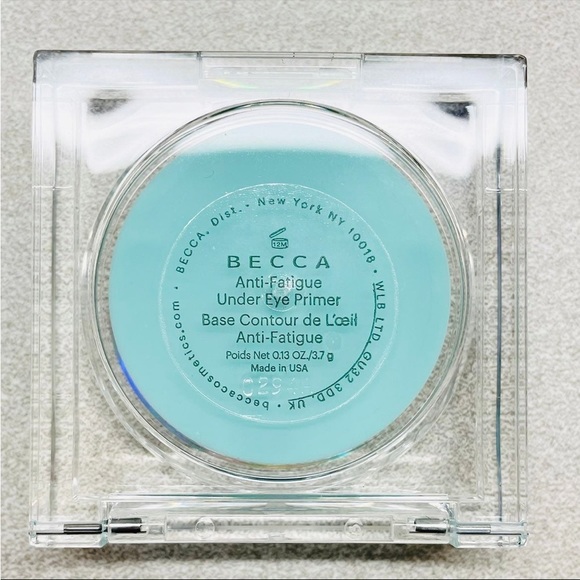 BECCA, Dist. • New York NY 10018 • WLB LTD, GU32 3DD, UK • beccacosmetics.com •
12M
BECCA
Anti-Fatigue
Under Eye Primer
Base Contour de L'œil
Anti-Fatigue
Poids Net 0.13 OZ./3.7 g
Made in USA